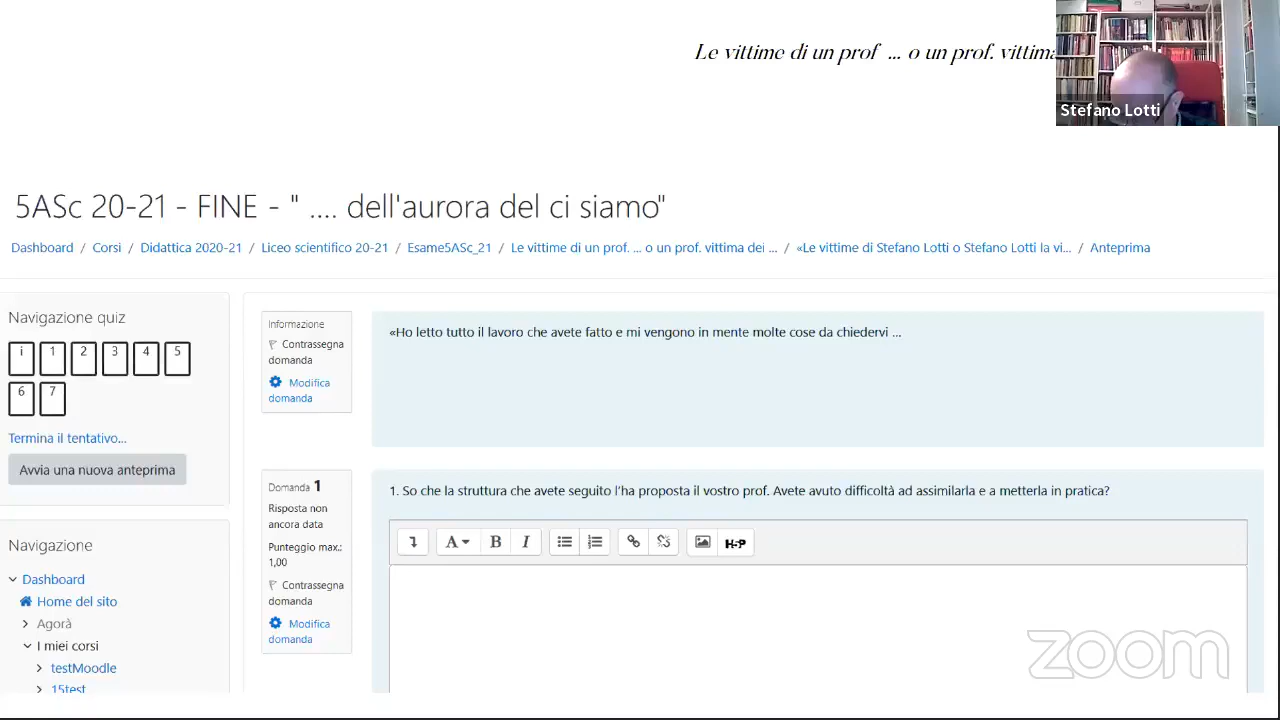 Le vittime di un prof ... o un prof. vittima
Stefano Lotti
5ASc 20-21 - FINE - " .... dell'aurora del ci siamo"
Dashboard / Corsi / Didattica 2020-21 / Liceo scientifico 20-21 / Esame5ASc_21 / Le vittime di un prof. ... o un prof. vittima dei ... / «Le vittime di Stefano Lotti o Stefano Lotti la vi... / Anteprima
Navigazione quiz
i 1 2 3 4 5
6 7
Termina il tentativo...
Avvia una nuova anteprima
Navigazione
Dashboard
Home del sito
Agorà
I miei corsi
testMoodle
15test
Informazione
Contrassegna
domanda
Modifica
domanda
«Ho letto tutto il lavoro che avete fatto e mi vengono in mente molte cose da chiedervi ...
Domanda 1
Risposta non
ancora data
Punteggio max.:
1,00
Contrassegna
domanda
Modifica
domanda
1. So che la struttura che avete seguito l'ha proposta il vostro prof. Avete avuto difficoltà ad assimilarla e a metterla in pratica?
A B I H-P
zoom